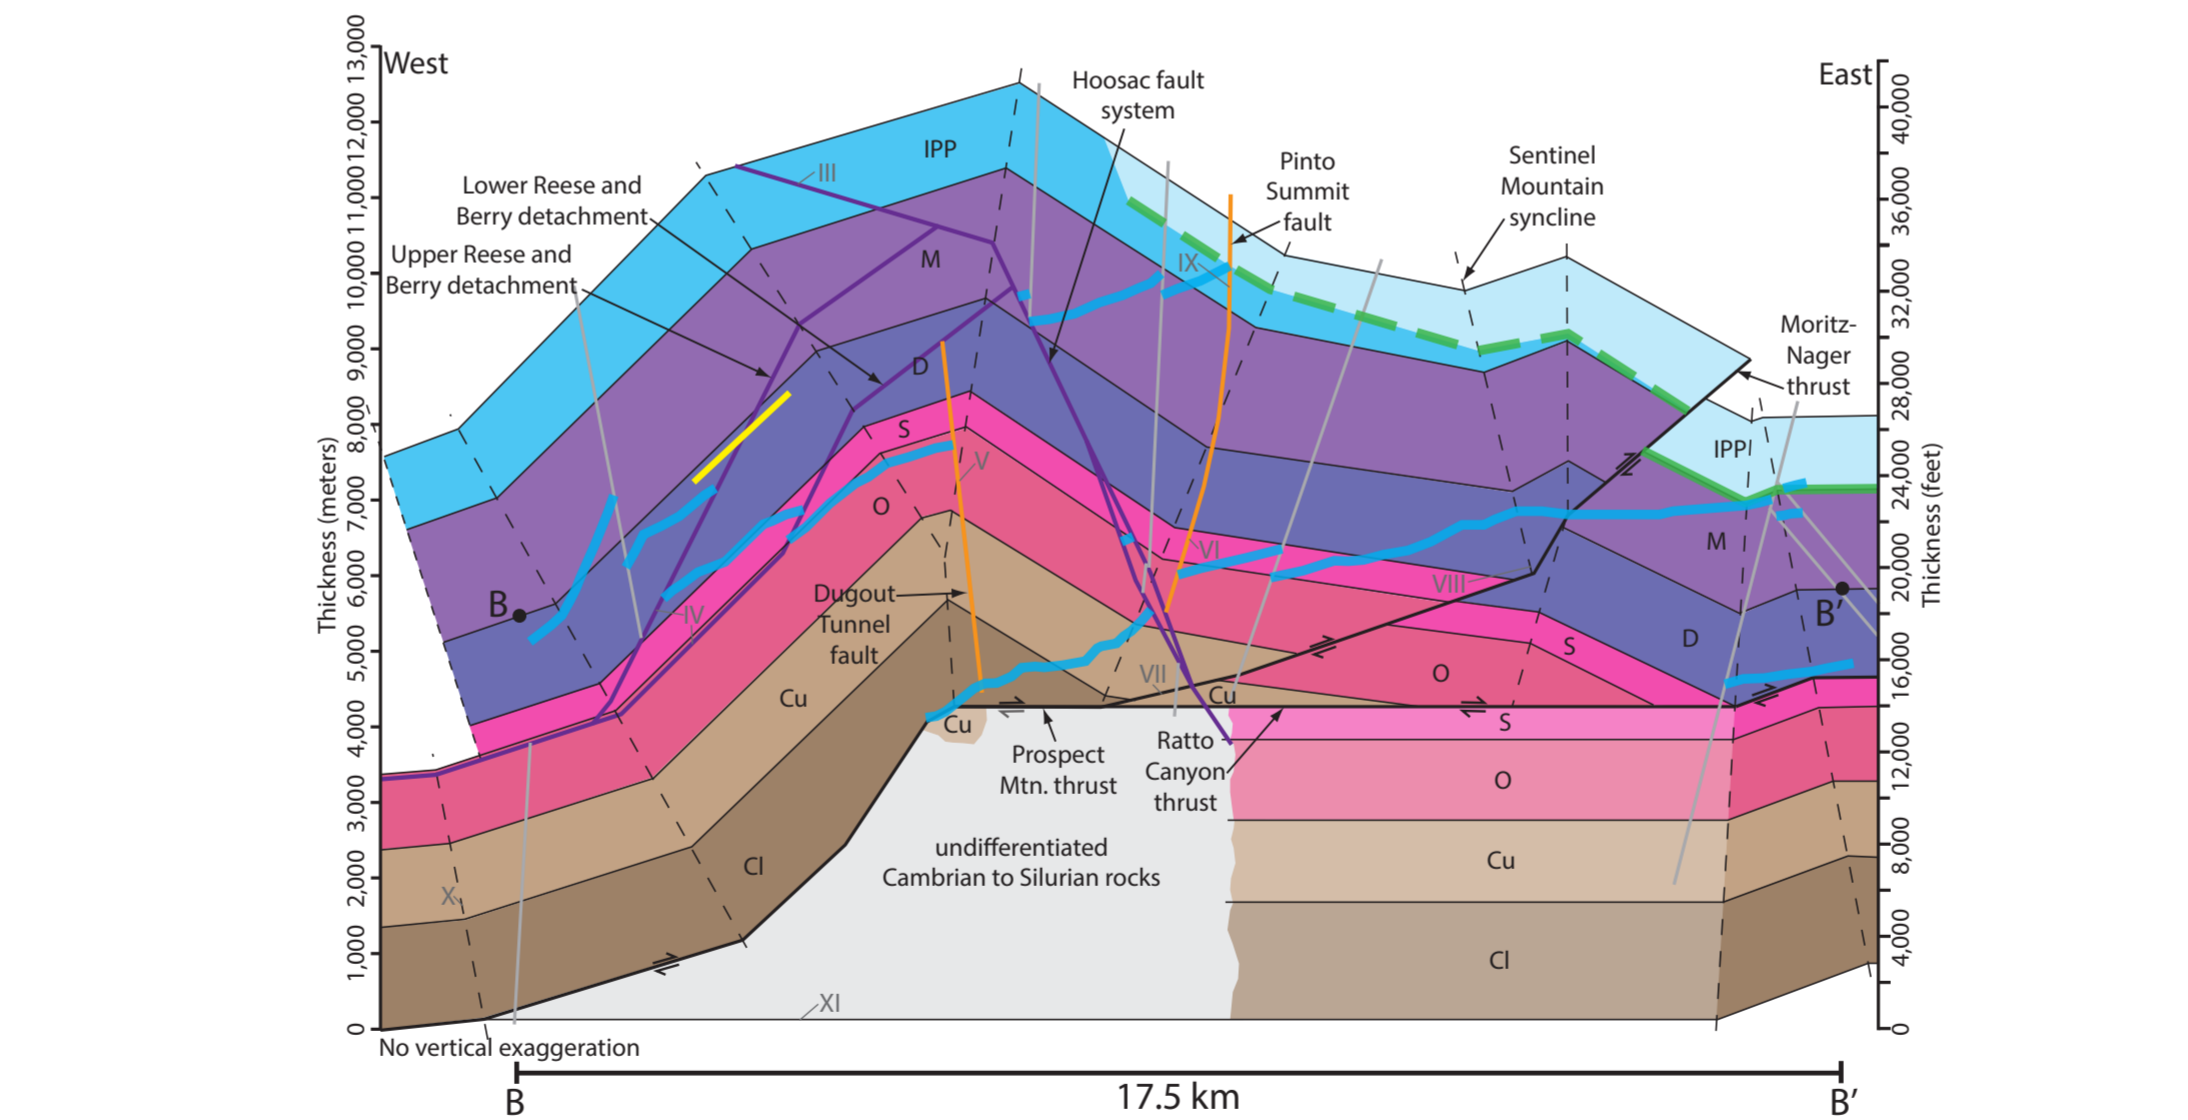 West
East
Thickness (meters)
13,000
12,000
11,000
10,000
9,000
8,000
7,000
6,000
5,000
4,000
3,000
2,000
1,000
0
Hoosac fault
system
IPP
III
Lower Reese and
Berry detachment
Upper Reese and
Berry detachment
M
Pinto
Summit
fault
IX
Sentinel
Mountain
syncline
Moritz-
Nager
thrust
D
S
V
O
IPP
M
VI
VIII
B
IV
Dugout
Tunnel
fault
Cu
VII
Cu
O
S
D
B’
Cu
Prospect
Mtn. thrust
Ratto
Canyon
thrust
S
O
Cl
undifferentiated
Cambrian to Silurian rocks
Cu
X
Cl
XI
Thickness (feet)
40,000
36,000
32,000
28,000
24,000
20,000
16,000
12,000
8,000
4,000
0
No vertical exaggeration
B
17.5 km
B’